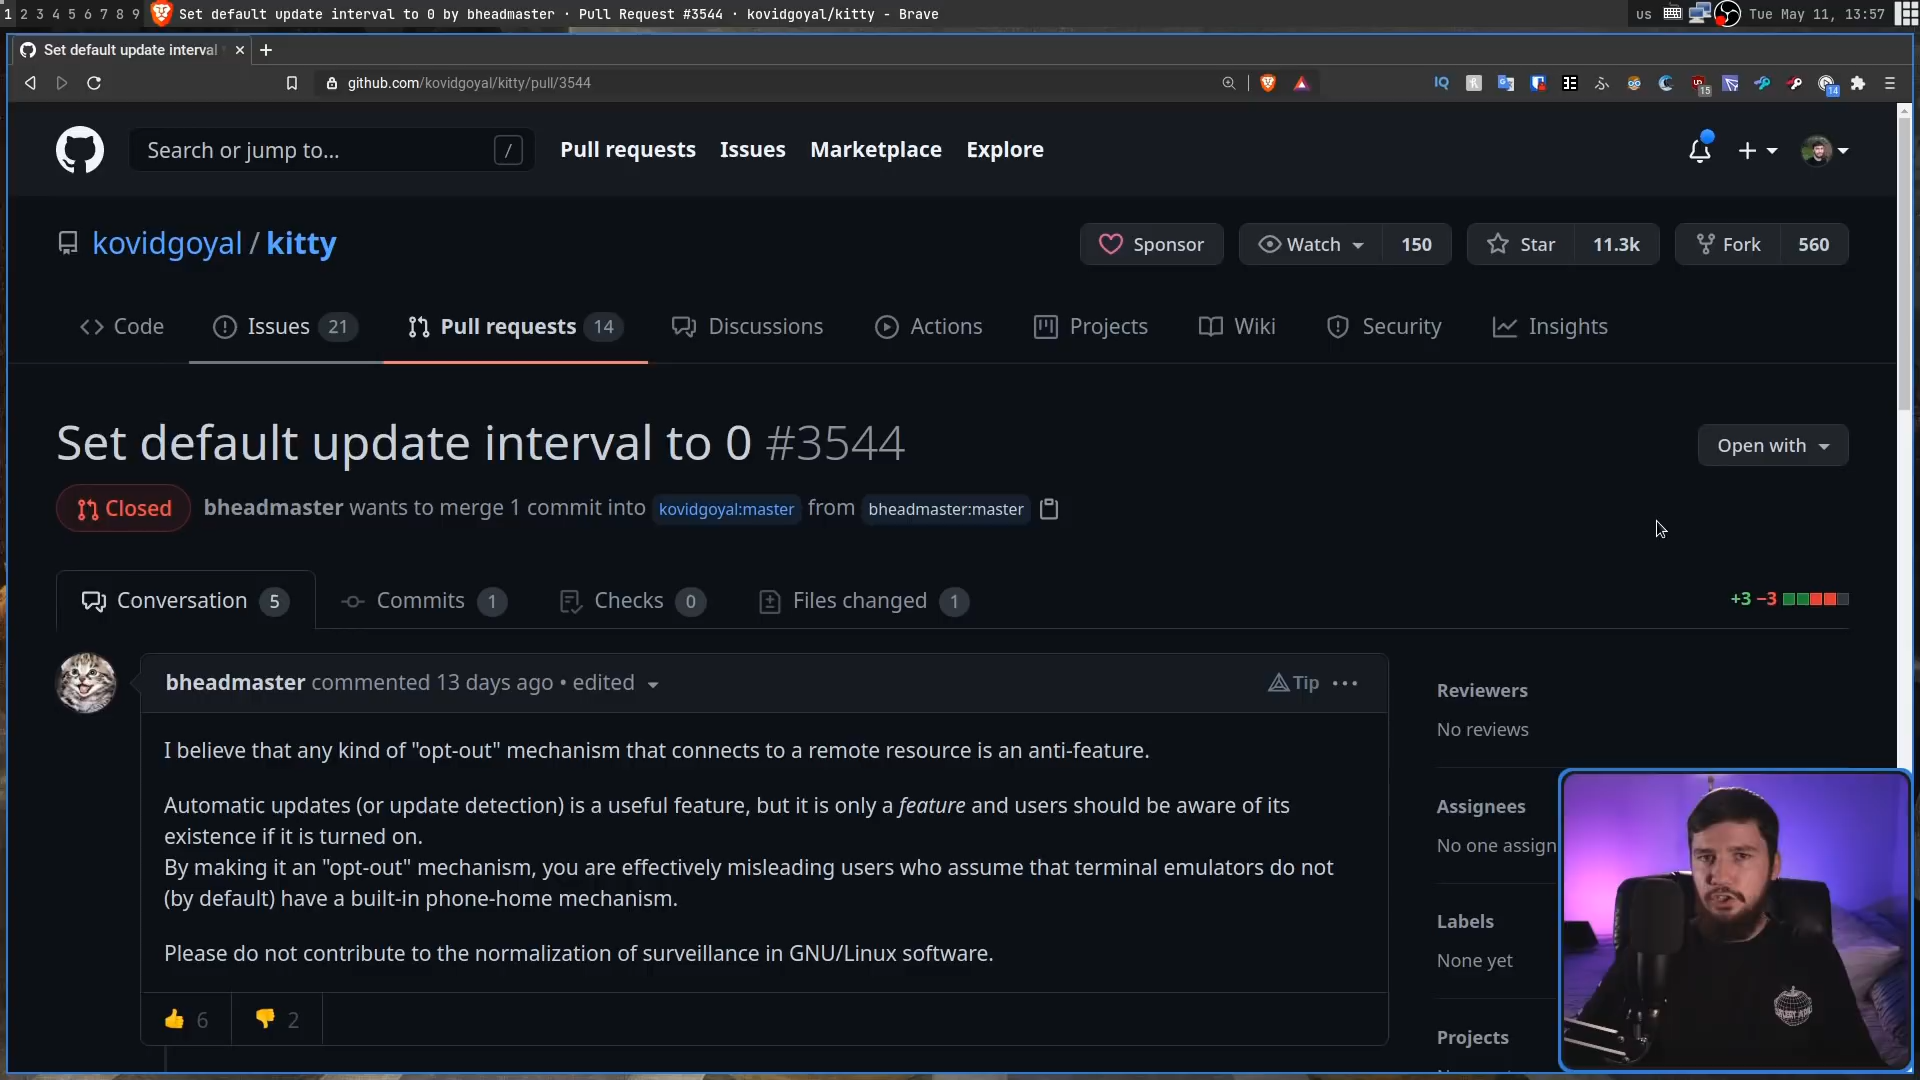 1 2 3 4 5 6 7 8 9 Set default update interval to 0 by bheadmaster · Pull Request #3544 · kovidgoyal/kitty - Brave
us Tue May 11, 13:57
Set default update interval
github.com/kovidgoyal/kitty/pull/3544
IQ 15 14
Search or jump to... /
Pull requests Issues Marketplace Explore
kovidgoyal / kitty
Sponsor Watch 150 Star 11.3k Fork 560
Code Issues 21 Pull requests 14 Discussions Actions Projects Wiki Security Insights
Set default update interval to 0 #3544
Open with
Closed bheadmaster wants to merge 1 commit into kovidgoyal:master from bheadmaster:master
Conversation 5 Commits 1 Checks 0 Files changed 1
+3 −3
bheadmaster commented 13 days ago • edited
Tip
I believe that any kind of "opt-out" mechanism that connects to a remote resource is an anti-feature.
Automatic updates (or update detection) is a useful feature, but it is only a feature and users should be aware of its
existence if it is turned on.
By making it an "opt-out" mechanism, you are effectively misleading users who assume that terminal emulators do not
(by default) have a built-in phone-home mechanism.
Please do not contribute to the normalization of surveillance in GNU/Linux software.
👍 6 👎 2
Reviewers
No reviews
Assignees
No one assign
Labels
None yet
Projects